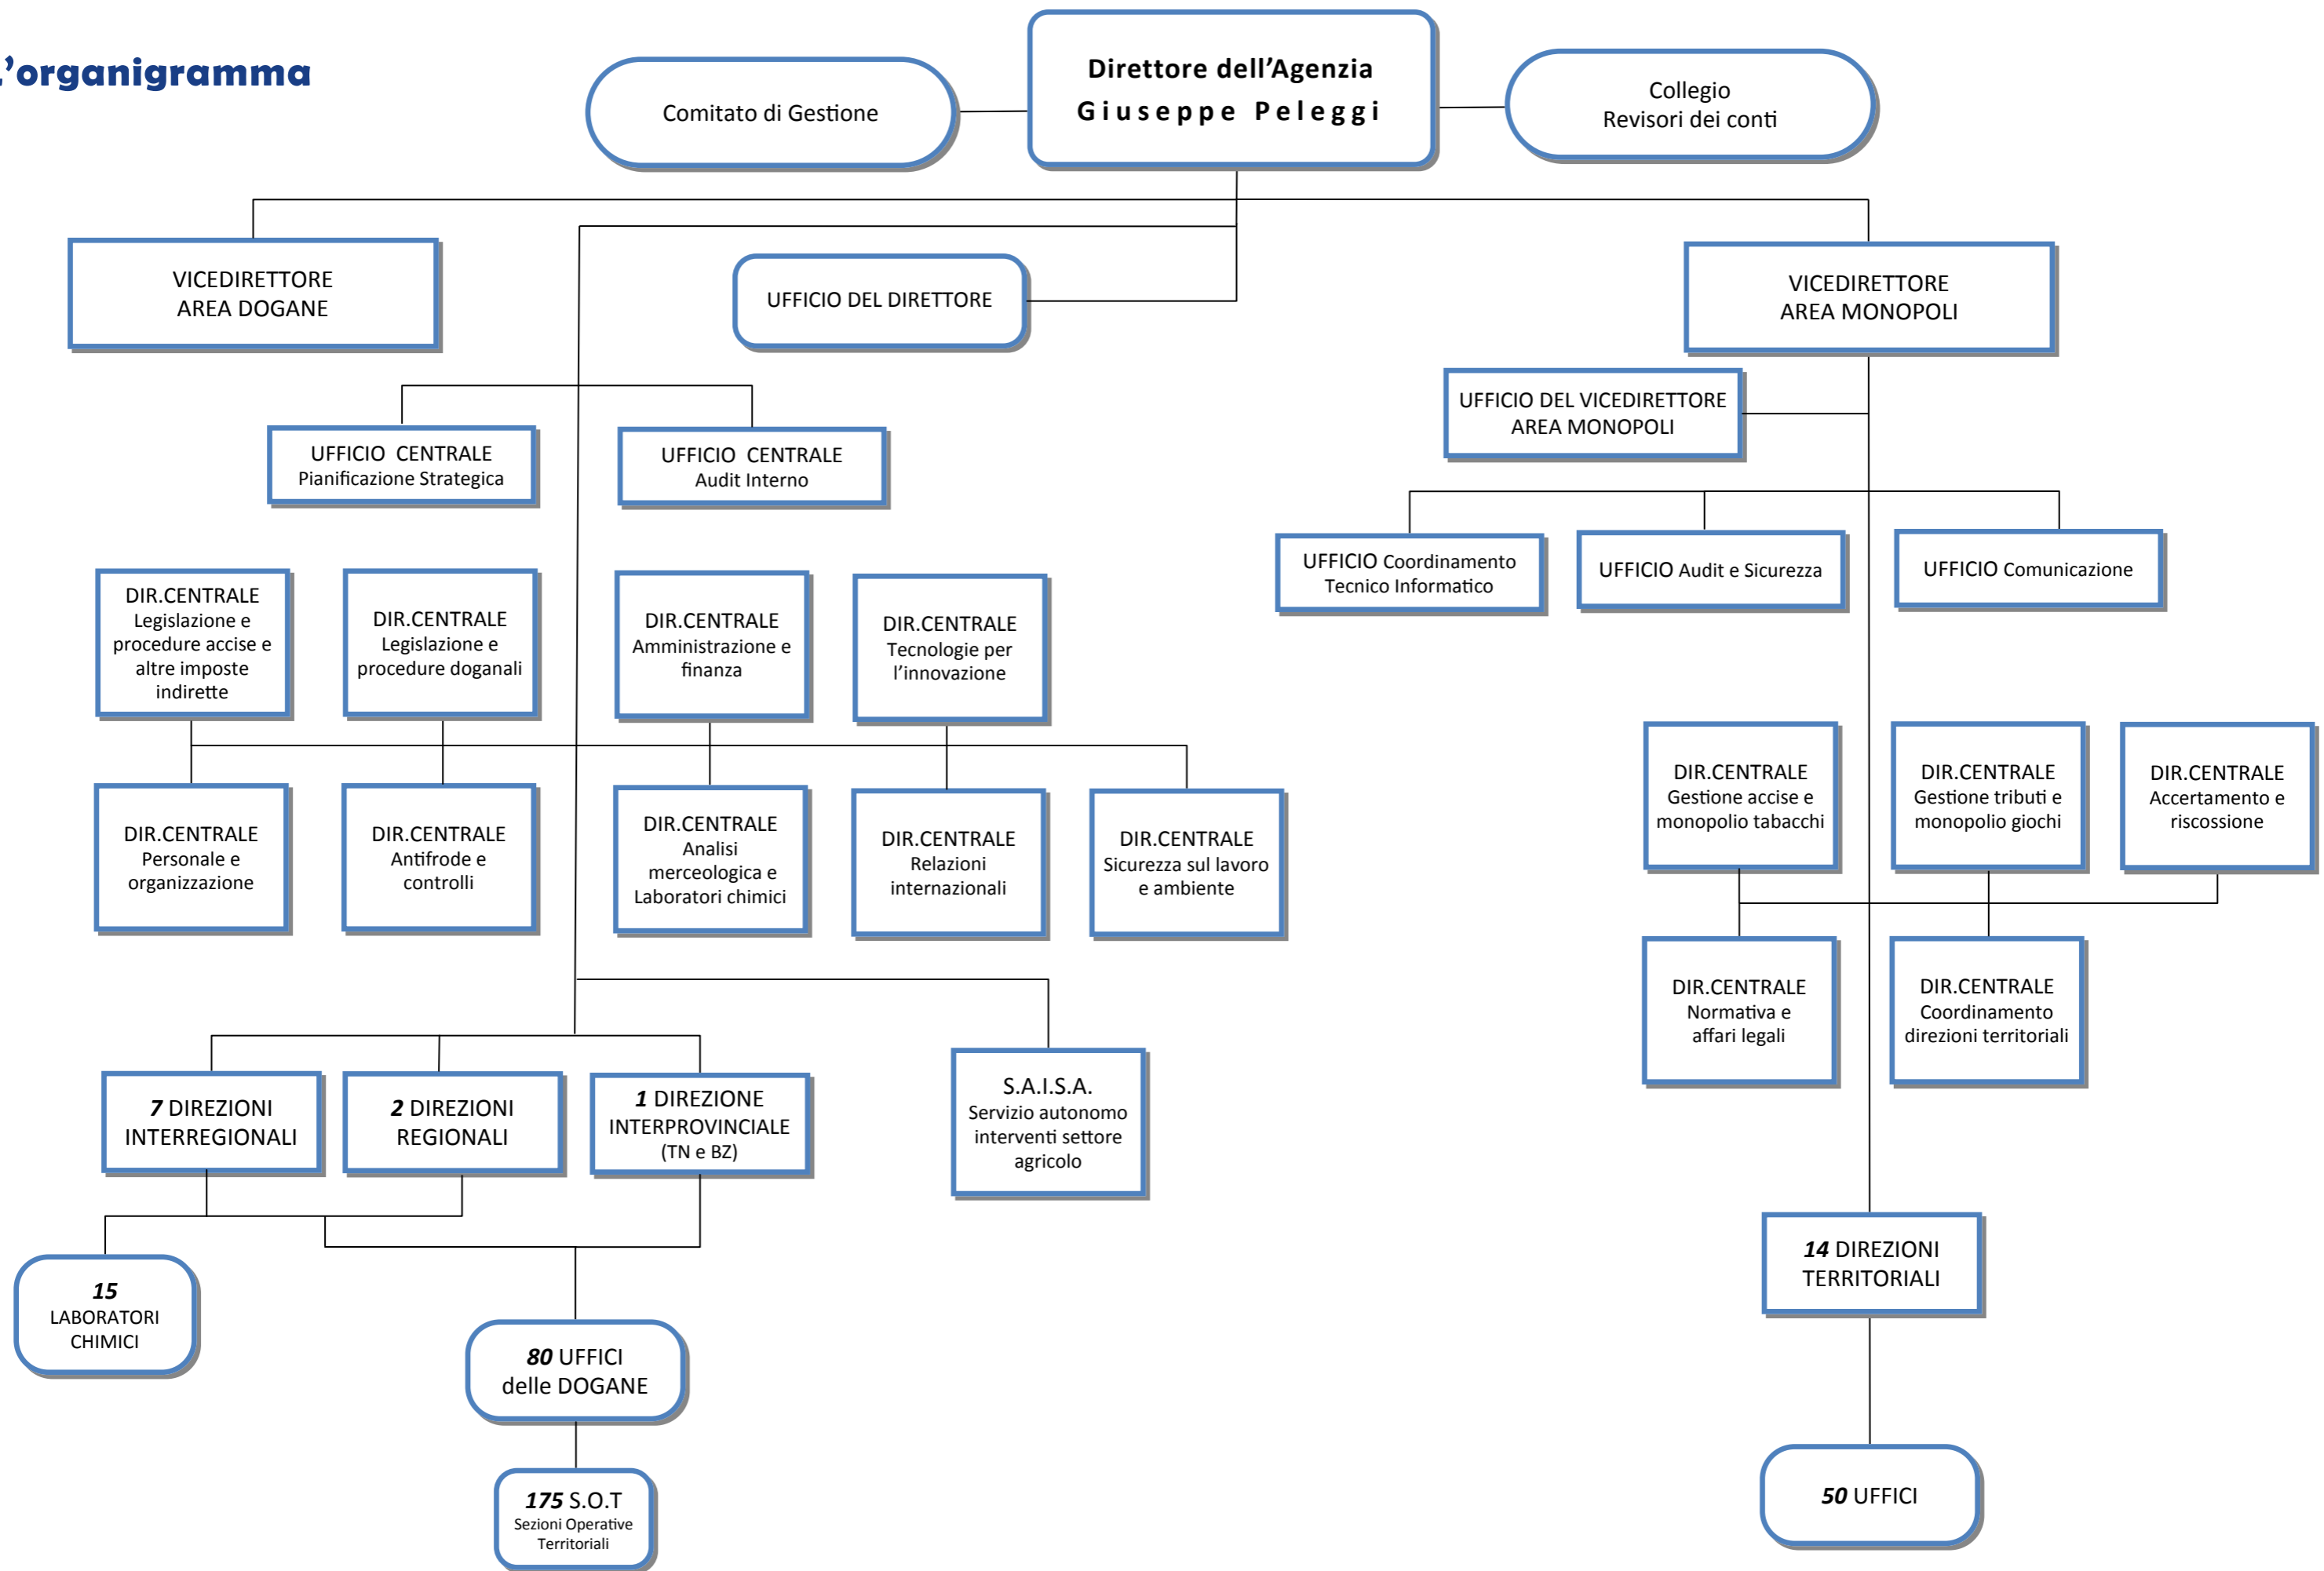 'organigramma
Comitato di Gestione
Direttore dell'Agenzia
Giuseppe Peleggi
Collegio
Revisori dei conti
VICEDIRETTORE
AREA DOGANE
UFFICIO DEL DIRETTORE
VICEDIRETTORE
AREA MONOPOLI
UFFICIO DEL VICEDIRETTORE
AREA MONOPOLI
UFFICIO CENTRALE
Pianificazione Strategica
UFFICIO CENTRALE
Audit Interno
UFFICIO Coordinamento
Tecnico Informatico
UFFICIO Audit e Sicurezza
UFFICIO Comunicazione
DIR.CENTRALE
Legislazione e
procedure accise e
altre imposte
indirette
DIR.CENTRALE
Legislazione e
procedure doganali
DIR.CENTRALE
Amministrazione e
finanza
DIR.CENTRALE
Tecnologie per
l'innovazione
DIR.CENTRALE
Personale e
organizzazione
DIR.CENTRALE
Antifrode e
controlli
DIR.CENTRALE
Analisi
merceologica e
Laboratori chimici
DIR.CENTRALE
Relazioni
internazionali
DIR.CENTRALE
Sicurezza sul lavoro
e ambiente
DIR.CENTRALE
Gestione accise e
monopolio tabacchi
DIR.CENTRALE
Gestione tributi e
monopolio giochi
DIR.CENTRALE
Accertamento e
riscossione
DIR.CENTRALE
Normativa e
affari legali
DIR.CENTRALE
Coordinamento
direzioni territoriali
7 DIREZIONI
INTERREGIONALI
2 DIREZIONI
REGIONALI
1 DIREZIONE
INTERPROVINCIALE
(TN e BZ)
S.A.I.S.A.
Servizio autonomo
interventi settore
agricolo
15
LABORATORI
CHIMICI
80 UFFICI
delle DOGANE
175 S.O.T
Sezioni Operative
Territoriali
14 DIREZIONI
TERRITORIALI
50 UFFICI